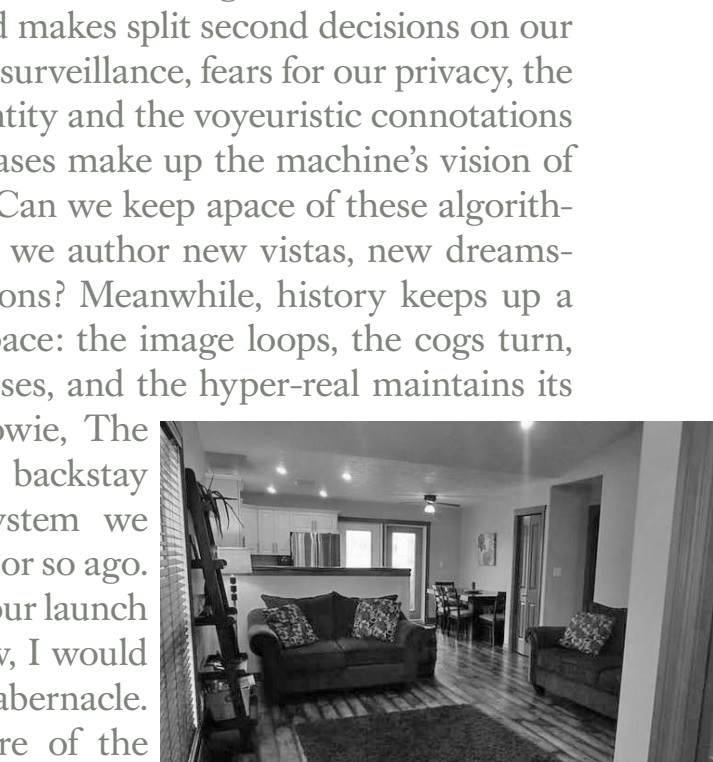 makes split second decisions on our
surveillance, fears for our privacy, the
and the voyeuristic connotations
make up the machine’s vision of
Can we keep apace of these algorith-
we author new vistas, new dreams-
ons? Meanwhile, history keeps up a
ace: the image loops, the cogs turn,
ses, and the hyper-real maintains its
owie, The
backstay
ystem we
or so ago.
our launch
, I would
abernacle.
re of the